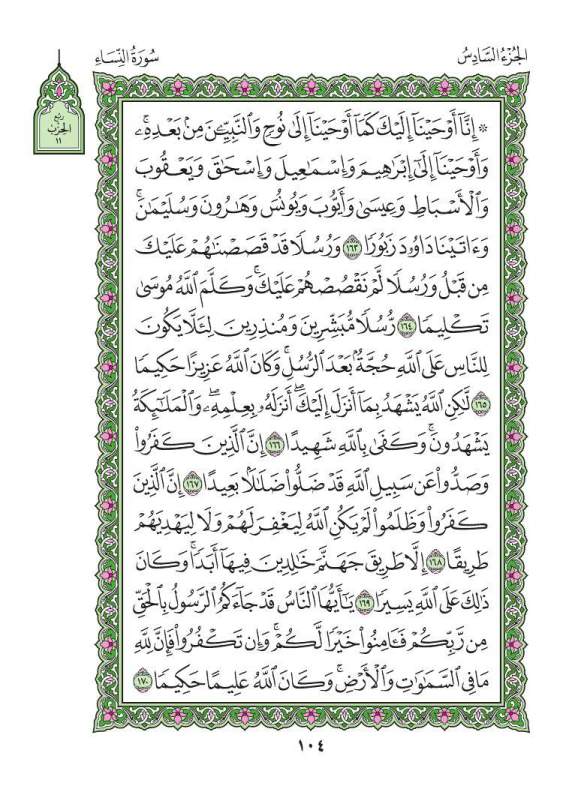 الجُزْءُ السَّادِسُ
سُورَةُ النِّسَاءِ
ربع
الحزب
١١
۞ إِنَّآ أَوْحَيْنَآ إِلَيْكَ كَمَآ أَوْحَيْنَآ إِلَىٰ نُوحٖ وَٱلنَّبِيِّـۧنَ مِنۢ بَعْدِهِۦۚ
وَأَوْحَيْنَآ إِلَىٰٓ إِبْرَٰهِيمَ وَإِسْمَٰعِيلَ وَإِسْحَٰقَ وَيَعْقُوبَ
وَٱلْأَسْبَاطِ وَعِيسَىٰ وَأَيُّوبَ وَيُونُسَ وَهَٰرُونَ وَسُلَيْمَٰنَۚ
وَءَاتَيْنَا دَاوُۥدَ زَبُورٗا ١٦٣ وَرُسُلٗا قَدْ قَصَصْنَٰهُمْ عَلَيْكَ
مِن قَبْلُ وَرُسُلٗا لَّمْ نَقْصُصْهُمْ عَلَيْكَۚ وَكَلَّمَ ٱللَّهُ مُوسَىٰ
تَكْلِيمٗا ١٦٤ رُّسُلٗا مُّبَشِّرِينَ وَمُنذِرِينَ لِئَلَّا يَكُونَ
لِلنَّاسِ عَلَى ٱللَّهِ حُجَّةُۢ بَعْدَ ٱلرُّسُلِۚ وَكَانَ ٱللَّهُ عَزِيزًا حَكِيمٗا
١٦٥ لَّٰكِنِ ٱللَّهُ يَشْهَدُ بِمَآ أَنزَلَ إِلَيْكَۖ أَنزَلَهُۥ بِعِلْمِهِۦۖ وَٱلْمَلَٰٓئِكَةُ
يَشْهَدُونَۚ وَكَفَىٰ بِٱللَّهِ شَهِيدًا ١٦٦ إِنَّ ٱلَّذِينَ كَفَرُواْ
وَصَدُّواْ عَن سَبِيلِ ٱللَّهِ قَدْ ضَلُّواْ ضَلَٰلَۢا بَعِيدًا ١٦٧ إِنَّ ٱلَّذِينَ
كَفَرُواْ وَظَلَمُواْ لَمْ يَكُنِ ٱللَّهُ لِيَغْفِرَ لَهُمْ وَلَا لِيَهْدِيَهُمْ
طَرِيقًا ١٦٨ إِلَّا طَرِيقَ جَهَنَّمَ خَٰلِدِينَ فِيهَآ أَبَدٗاۚ وَكَانَ
ذَٰلِكَ عَلَى ٱللَّهِ يَسِيرٗا ١٦٩ يَٰٓأَيُّهَا ٱلنَّاسُ قَدْ جَآءَكُمُ ٱلرَّسُولُ بِٱلْحَقِّ
مِن رَّبِّكُمْ فَـَٔامِنُواْ خَيْرٗا لَّكُمْۚ وَإِن تَكْفُرُواْ فَإِنَّ لِلَّهِ
مَا فِي ٱلسَّمَٰوَٰتِ وَٱلْأَرْضِۚ وَكَانَ ٱللَّهُ عَلِيمًا حَكِيمٗا ١٧٠
١٠٤